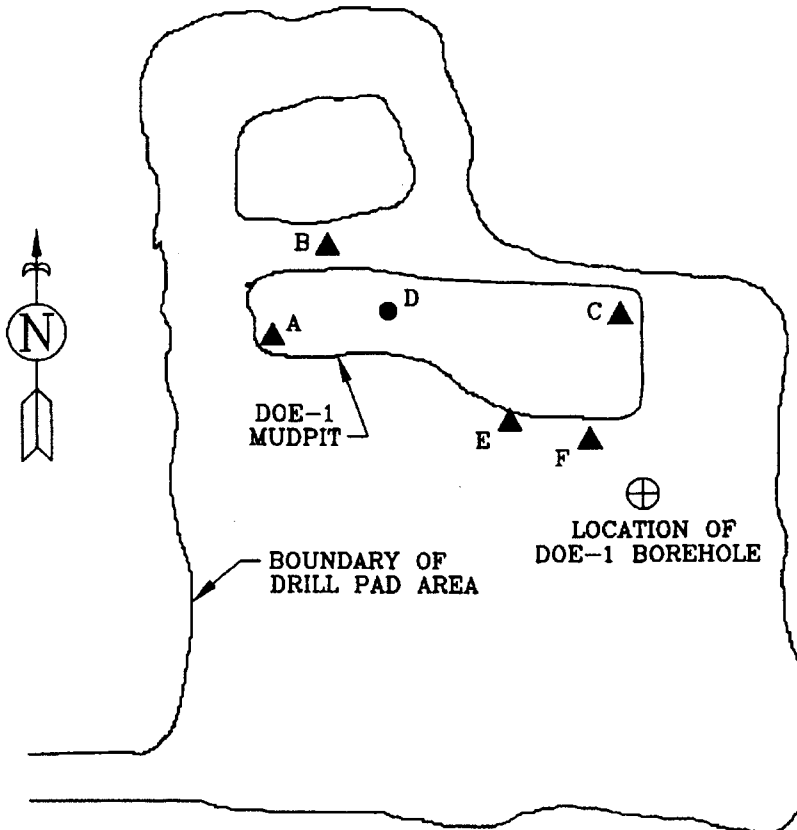 B
D
C
A
N
DOE-1
MUDPIT
E
F
LOCATION OF
DOE-1 BOREHOLE
BOUNDARY OF
DRILL PAD AREA